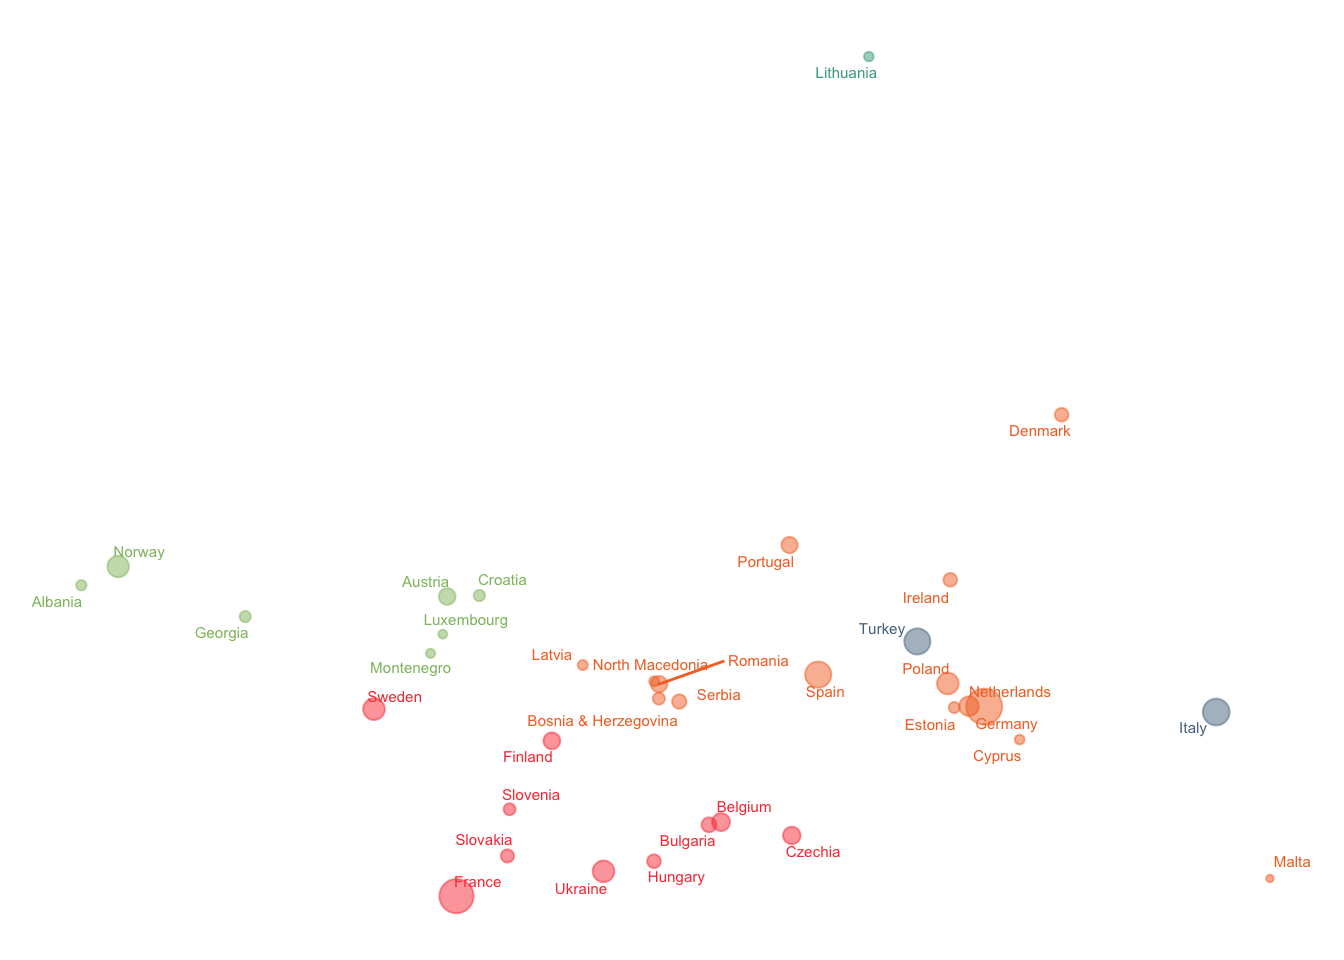 Lithuania
Denmark
Norway
Portugal
Albania
Austria
Croatia
Ireland
Luxembourg
Georgia
Turkey
Latvia
North Macedonia
Romania
Montenegro
Poland
Sweden
Serbia
Spain
Netherlands
Bosnia & Herzegovina
Estonia
Germany
Italy
Finland
Cyprus
Slovenia
Belgium
Slovakia
Bulgaria
Czechia
Malta
France
Hungary
Ukraine